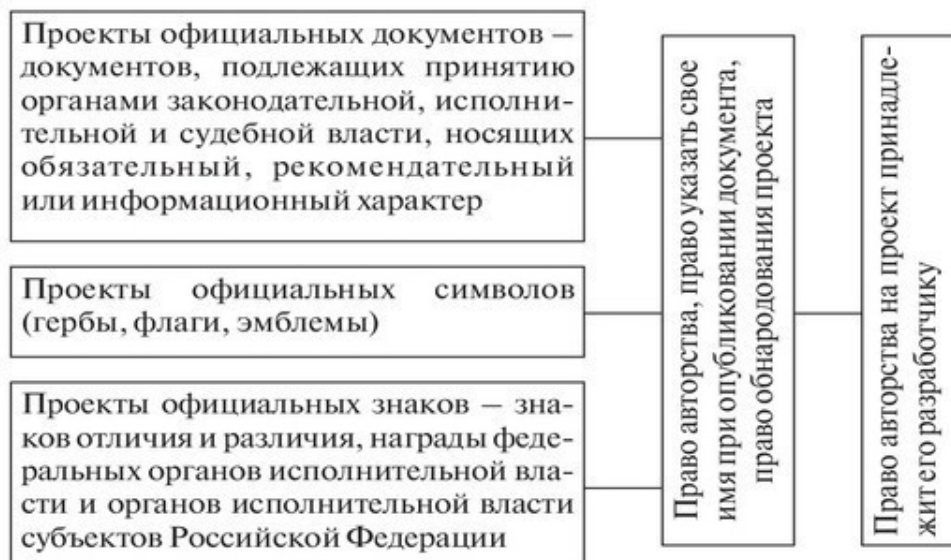 Проекты официальных документов –
документов, подлежащих принятию
органами законодательной, исполни-
тельной и судебной власти, носящих
обязательный, рекомендательный
или информационный характер
Проекты официальных символов
(гербы, флаги, эмблемы)
Проекты официальных знаков – зна-
ков отличия и различия, награды феде-
ральных органов исполнительной вла-
сти и органов исполнительной власти
субъектов Российской Федерации
Право авторства, право указать свое
имя при опубликовании документа,
право обнародования проекта
Право авторства на проект принадле-
жит его разработчику